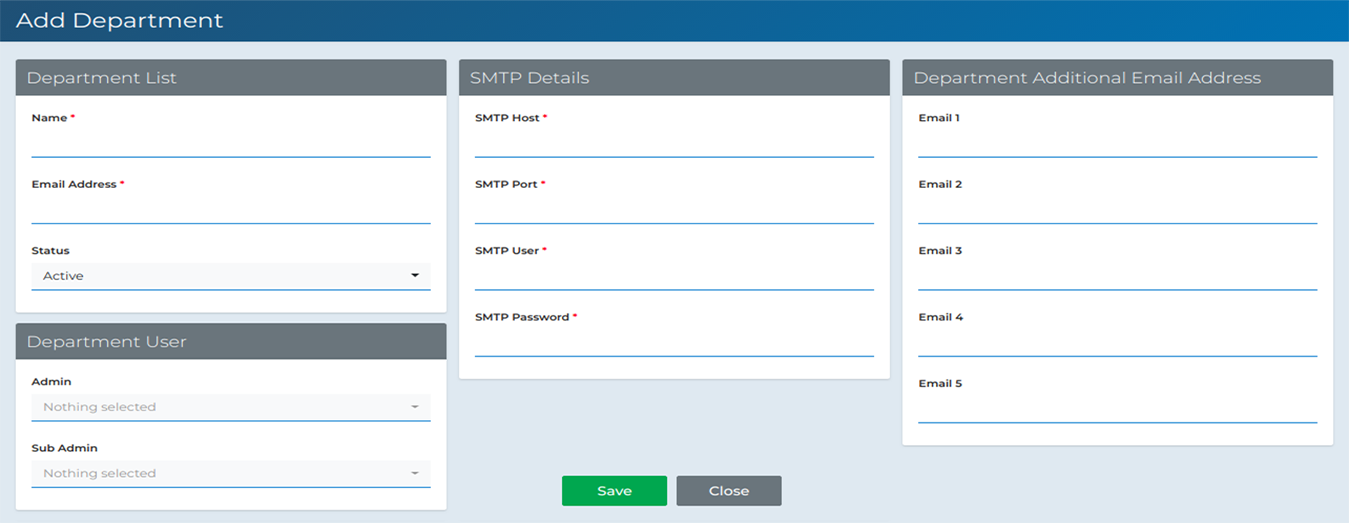 Add Department
Department List
Name *
Email Address *
Status
Active
Department User
Admin
Nothing selected
Sub Admin
Nothing selected
SMTP Details
SMTP Host *
SMTP Port *
SMTP User *
SMTP Password *
Department Additional Email Address
Email 1
Email 2
Email 3
Email 4
Email 5
Save
Close